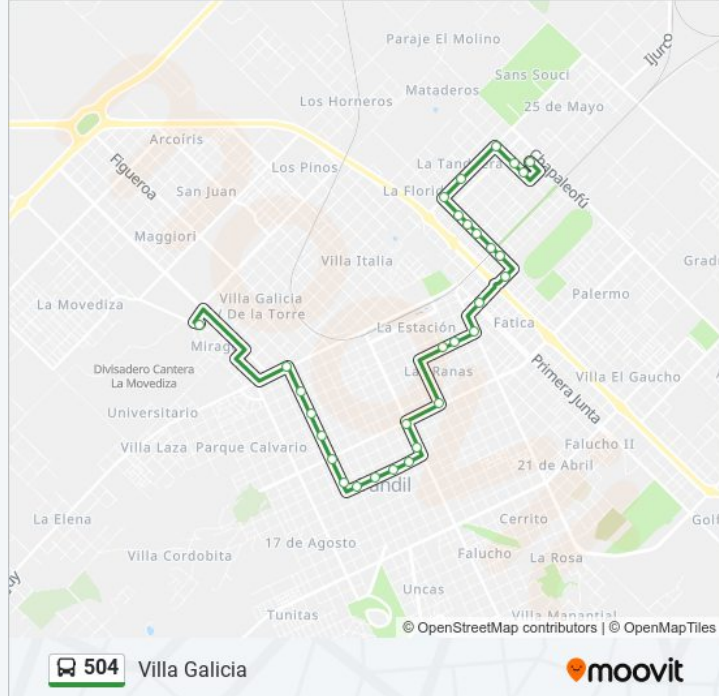 Paraje El Molino
Ijurco
Sans Souci
Mataderos
Los Horneros
25 de Mayo
Arcoíris
Chapaleofú
Los Pinos
La Tandilera
Figueroa
San Juan
La Florida
Maggiori
Villa Italia
Grad
Villa Galicia
De la Torre
La Movediza
Palermo
La Estación
Fatica
Mirag
Divisadero Cantera
La Movediza
La Ranas
Primera Junta
Villa El Gaucho
Universitario
Villa Laza
Parque Calvario
Falucho II
21 de Abril
andil
La Elena
Cerrito
Golf
17 de Agosto
Villa Cordobita
Falucho
La Rosa
Uncas
Tunitas
Villa Manantial
© OpenStreetMap contributors | © OpenMapTiles
504 Villa Galicia
moovit